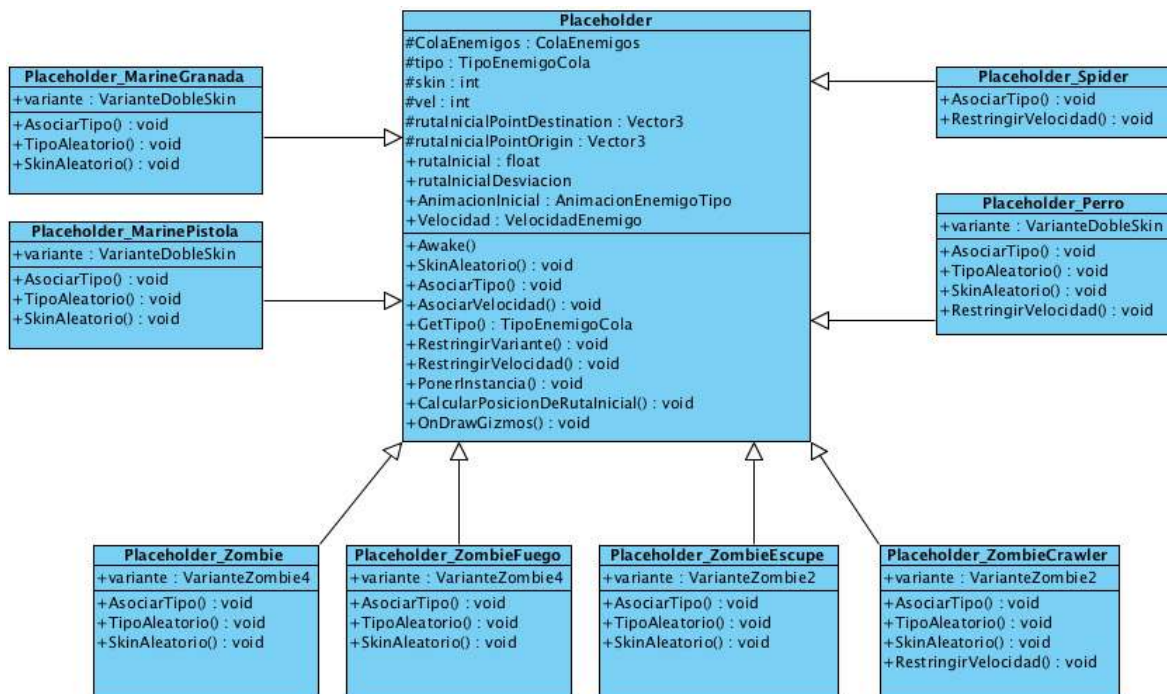 Placeholder
#ColaEnemigos : ColaEnemigos
#tipo : TipoEnemigoCola
#skin : int
#vel : int
#rutaInicialPointDestination : Vector3
#rutaInicialPointOrigin : Vector3
+rutaInicial : float
+rutaInicialDesviacion
+AnimacionInicial : AnimacionEnemigoTipo
+Velocidad : VelocidadEnemigo
+Awake()
+SkinAleatorio() : void
+AsociarTipo() : void
+AsociarVelocidad() : void
+GetTipo() : TipoEnemigoCola
+RestringirVariante() : void
+RestringirVelocidad() : void
+PonerInstancia() : void
+CalcularPosicionDeRutaInicial() : void
+OnDrawGizmos() : void
Placeholder_MarineGranada
+variante : VarianteDobleSkin
+AsociarTipo() : void
+TipoAleatorio() : void
+SkinAleatorio() : void
Placeholder_MarinePistola
+variante : VarianteDobleSkin
+AsociarTipo() : void
+TipoAleatorio() : void
+SkinAleatorio() : void
Placeholder_Spider
+AsociarTipo() : void
+RestringirVelocidad() : void
Placeholder_Perro
+variante : VarianteDobleSkin
+AsociarTipo() : void
+TipoAleatorio() : void
+SkinAleatorio() : void
+RestringirVelocidad() : void
Placeholder_Zombie
+variante : VarianteZombie4
+AsociarTipo() : void
+TipoAleatorio() : void
+SkinAleatorio() : void
Placeholder_ZombieFuego
+variante : VarianteZombie4
+AsociarTipo() : void
+TipoAleatorio() : void
+SkinAleatorio() : void
Placeholder_ZombieEscupe
+variante : VarianteZombie2
+AsociarTipo() : void
+TipoAleatorio() : void
+SkinAleatorio() : void
Placeholder_ZombieCrawler
+variante : VarianteZombie2
+AsociarTipo() : void
+TipoAleatorio() : void
+SkinAleatorio() : void
+RestringirVelocidad() : void